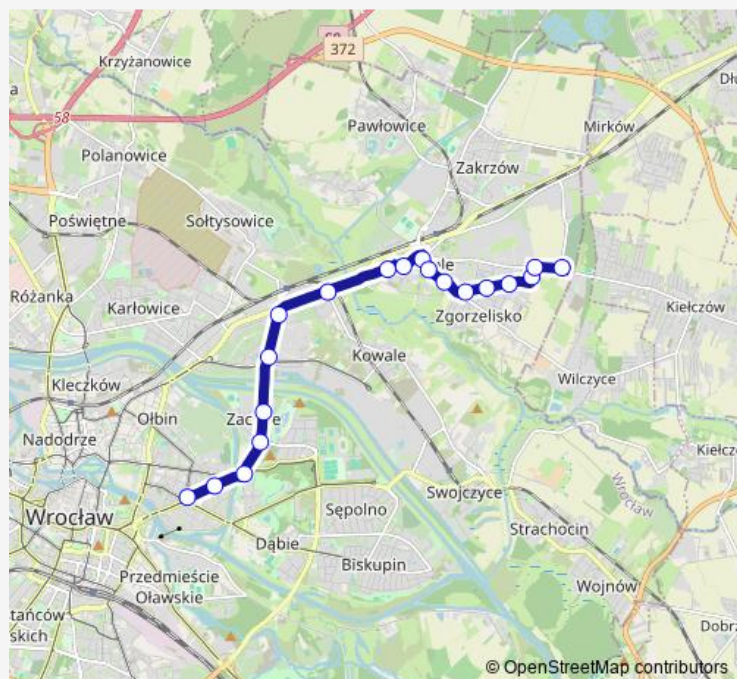 Krzyżanowice
372
58
Pawłowice
Mirków
Polanowice
Zakrzów
Poświętne
Sołtysowice
Różanka
Karłowice
Zgorzelisko
Kiełczów
Kowale
Kleczków
Wilczyce
Ołbin
Nadodrze
Swojczyce
Wrocław
Sępolno
Wrocław
Strachocin
Dąbie
Biskupin
Przedmieście
Oławskie
Wojnów
© OpenStreetMap contributors